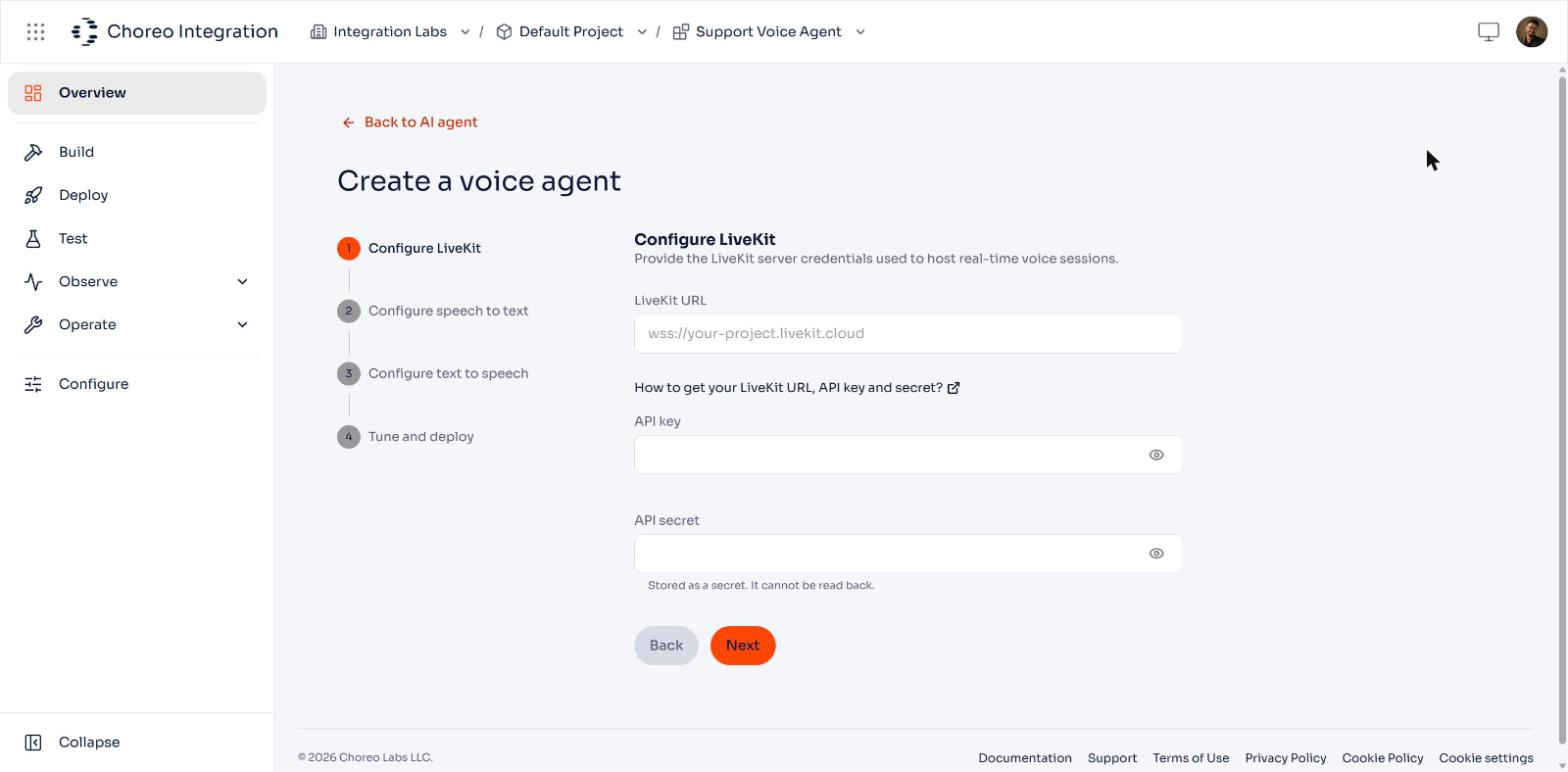 Choreo Integration
Integration Labs / Default Project / Support Voice Agent
Overview
Build
Deploy
Test
Observe
Operate
Configure
Collapse
Back to AI agent
Create a voice agent
1 Configure LiveKit
2 Configure speech to text
3 Configure text to speech
4 Tune and deploy
Configure LiveKit
Provide the LiveKit server credentials used to host real-time voice sessions.
LiveKit URL
wss://your-project.livekit.cloud
How to get your LiveKit URL, API key and secret?
API key
API secret
Stored as a secret. It cannot be read back.
Back Next
© 2026 Choreo Labs LLC.
Documentation Support Terms of Use Privacy Policy Cookie Policy Cookie settings